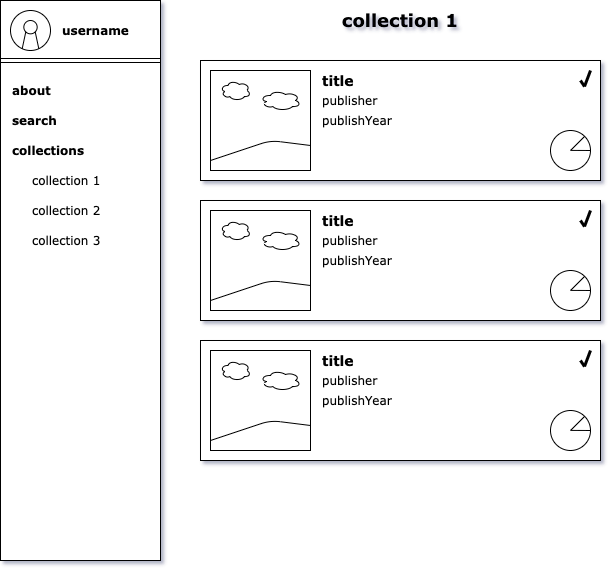 username
about
search
collections
collection 1
collection 2
collection 3
collection 1
title
publisher
publishYear
title
publisher
publishYear
title
publisher
publishYear